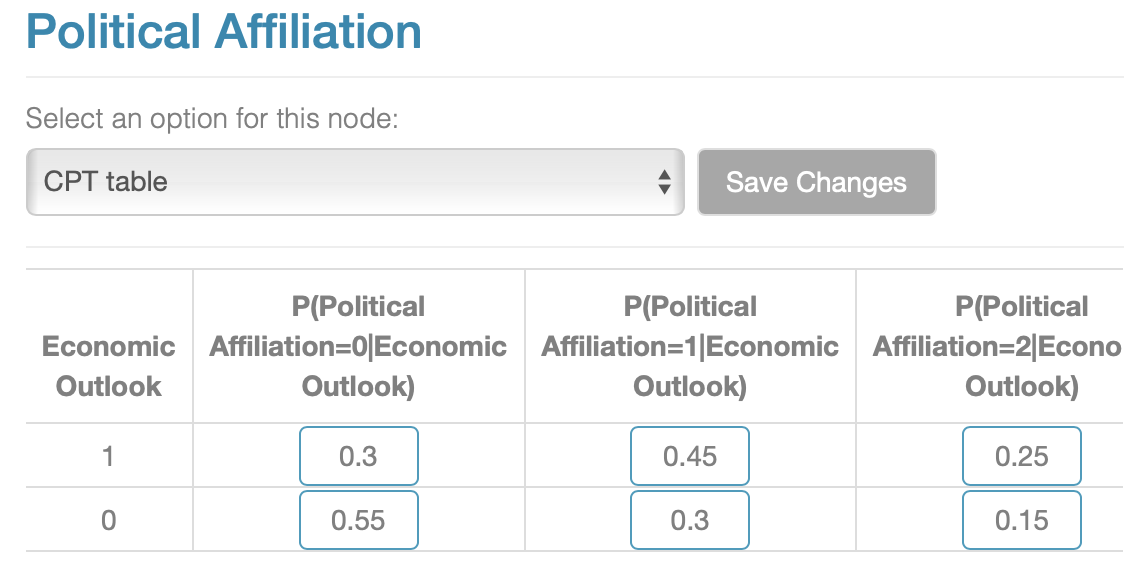 Political Affiliation
Select an option for this node:
CPT table
Save Changes
Economic Outlook
P(Political Affiliation=0|Economic Outlook)
P(Political Affiliation=1|Economic Outlook)
P(Political Affiliation=2|Econo Outlook)
1 0.3 0.45 0.25
0 0.55 0.3 0.15